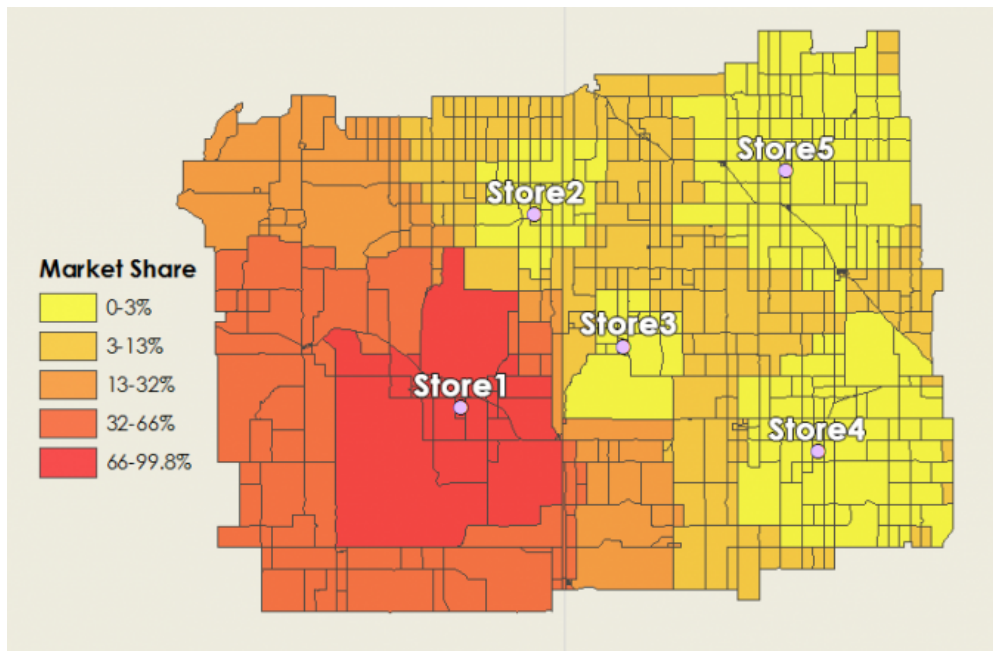 Store5
Store2
Market Share
0-3%
3-13%
13-32%
32-66%
66-99.8%
Store3
Store1
Store4